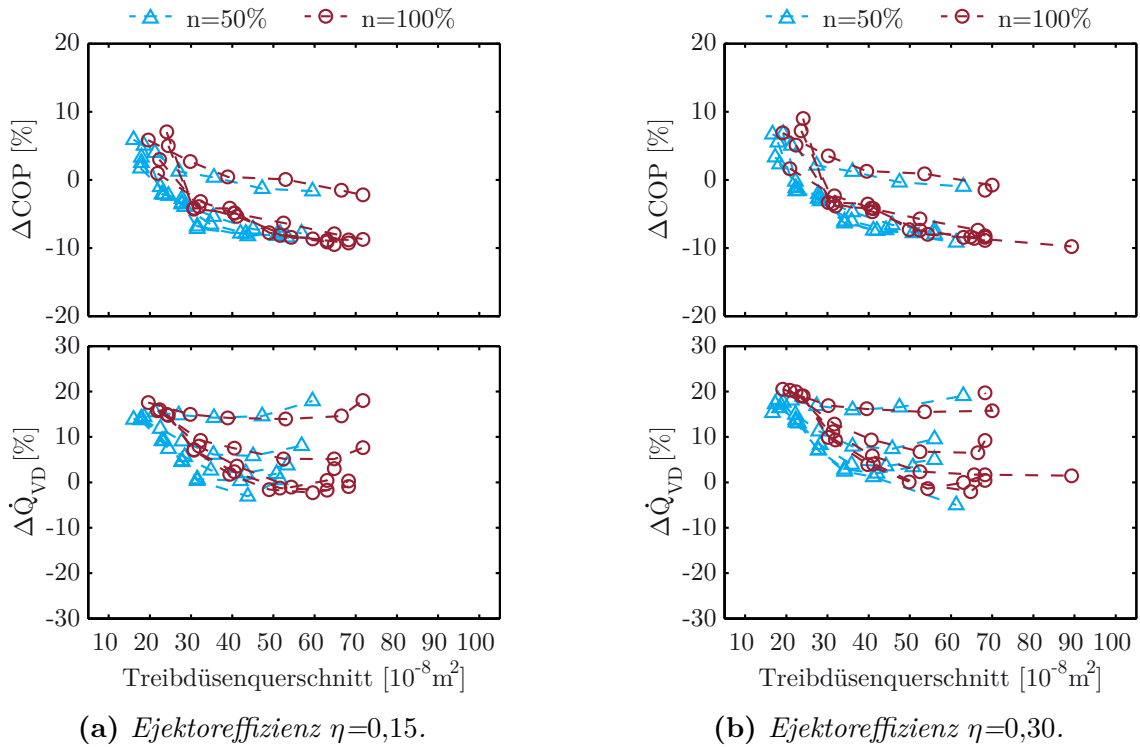 n=50% n=100%
n=50% n=100%
20
10
0
-10
-20
ΔCOP [%]
20
10
0
-10
-20
ΔCOP [%]
30
20
10
0
-10
-20
-30
ΔQ̇_VD [%]
30
20
10
0
-10
-20
-30
ΔQ̇_VD [%]
10 20 30 40 50 60 70 80 90 100
10 20 30 40 50 60 70 80 90 100
Treibdüsenquerschnitt [10⁻⁸m²]
Treibdüsenquerschnitt [10⁻⁸m²]
(a) Ejektoreffizienz η=0,15.
(b) Ejektoreffizienz η=0,30.